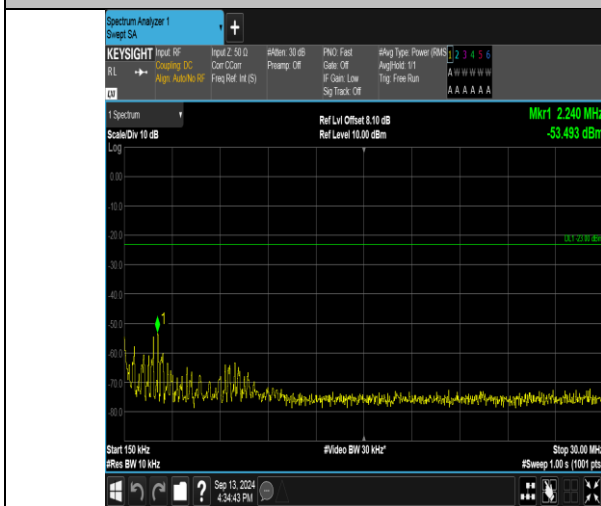 Spectrum Analyzer 1
Swept SA
+
KEYSIGHT
RL
Input: RF
Coupling: DC
Align: Auto/No RF
Input Z: 50 Ω
Corr CCorr
Freq Ref: Int (S)
#Atten: 30 dB
Preamp: Off
PNO: Fast
Gate: Off
IF Gain: Low
Sig Track: Off
#Avg Type: Power (RMS
Avg|Hold: 1/1
Trig: Free Run
1 2 3 4 5 6
A W W W W W
A A A A A A
1 Spectrum
Scale/Div 10 dB
Ref Lvl Offset 8.10 dB
Ref Level 10.00 dBm
Mkr1 2.240 MHz
-53.493 dBm
Log
0.00
-10.0
-20.0
DL1 -23.00 dBm
-30.0
-40.0
-50.0
1
-60.0
-70.0
-80.0
Start 150 kHz
#Res BW 10 kHz
#Video BW 30 kHz*
Stop 30.00 MHz
#Sweep 1.00 s (1001 pts
?
Sep 13, 2024
4:34:43 PM